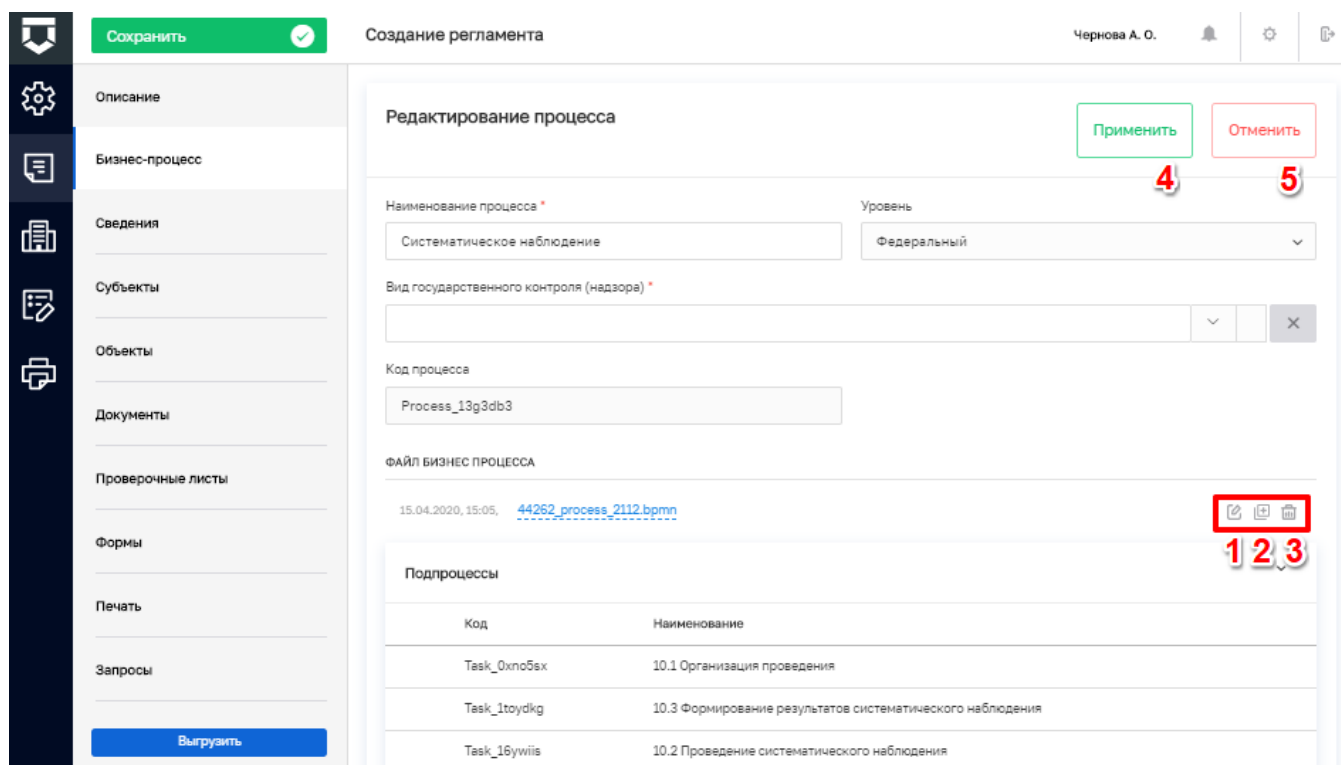 Сохранить
Создание регламента
Чернова А. О.
Описание
Бизнес-процесс
Сведения
Субъекты
Объекты
Документы
Проверочные листы
Формы
Печать
Запросы
Выгрузить
Редактирование процесса
Применить
Отменить
4
5
Наименование процесса *
Уровень
Систематическое наблюдение
Федеральный
Вид государственного контроля (надзора) *
Код процесса
Process_13g3db3
ФАЙЛ БИЗНЕС ПРОЦЕССА
15.04.2020, 15:05, 44262_process_2112.bpmn
1 2 3
Подпроцессы
Код Наименование
Task_0xno5sx 10.1 Организация проведения
Task_1toydkg 10.3 Формирование результатов систематического наблюдения
Task_16ywiis 10.2 Проведение систематического наблюдения